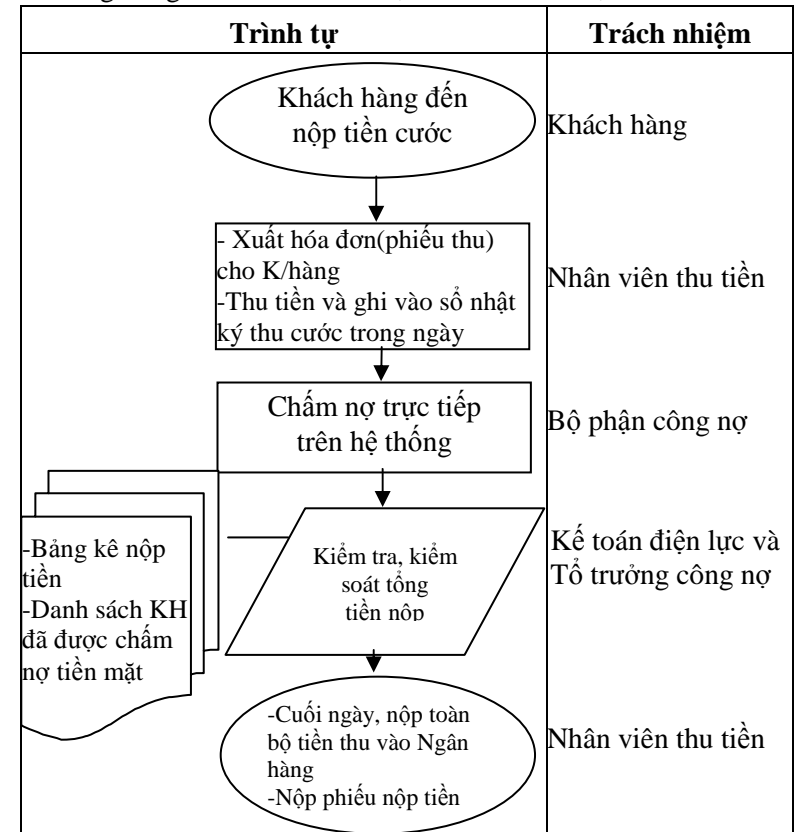 Trình tự
Trách nhiệm
Khách hàng đến
nộp tiền cước
Khách hàng
- Xuất hóa đơn(phiếu thu)
cho K/hàng
-Thu tiền và ghi vào sổ nhật
ký thu cước trong ngày
Nhân viên thu tiền
Chấm nợ trực tiếp
trên hệ thống
Bộ phận công nợ
-Bảng kê nộp
tiền
-Danh sách KH
đã được chấm
nợ tiền mặt
Kiểm tra, kiểm
soát tổng
tiền nộp
Kế toán điện lực và
Tổ trưởng công nợ
-Cuối ngày, nộp toàn
bộ tiền thu vào Ngân
hàng
-Nộp phiếu nộp tiền
Nhân viên thu tiền